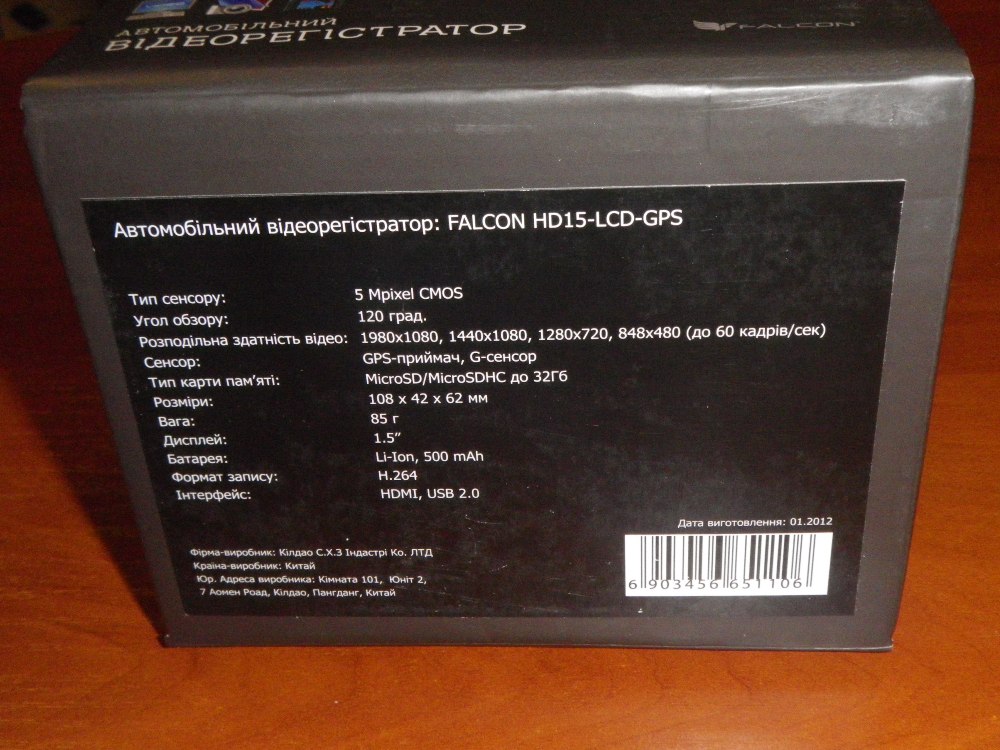 АВТОМОБІЛЬНИЙ
ВІДЕОРЕГІСТРАТОР
FALCON
Автомобільний відеорегістратор: FALCON HD15-LCD-GPS
Тип сенсору: 5 Mpixel CMOS
Угол обзору: 120 град.
Розподільна здатність відео: 1980x1080, 1440x1080, 1280x720, 848x480 (до 60 кадрів/сек)
Сенсор: GPS-приймач, G-сенсор
Тип карти пам'яті: MicroSD/MicroSDHC до 32Гб
Розміри: 108 x 42 x 62 мм
Вага: 85 г
Дисплей: 1.5"
Батарея: Li-Ion, 500 mAh
Формат запису: H.264
Інтерфейс: HDMI, USB 2.0
Дата виготовлення: 01.2012
6 903456 651106
Фірма-виробник: Кілдао С.Х.З Індастрі Ко. ЛТД
Країна-виробник: Китай
Юр. Адреса виробника: Кімната 101, Юніт 2,
7 Аомен Роад, Кілдао, Пангданг, Китай